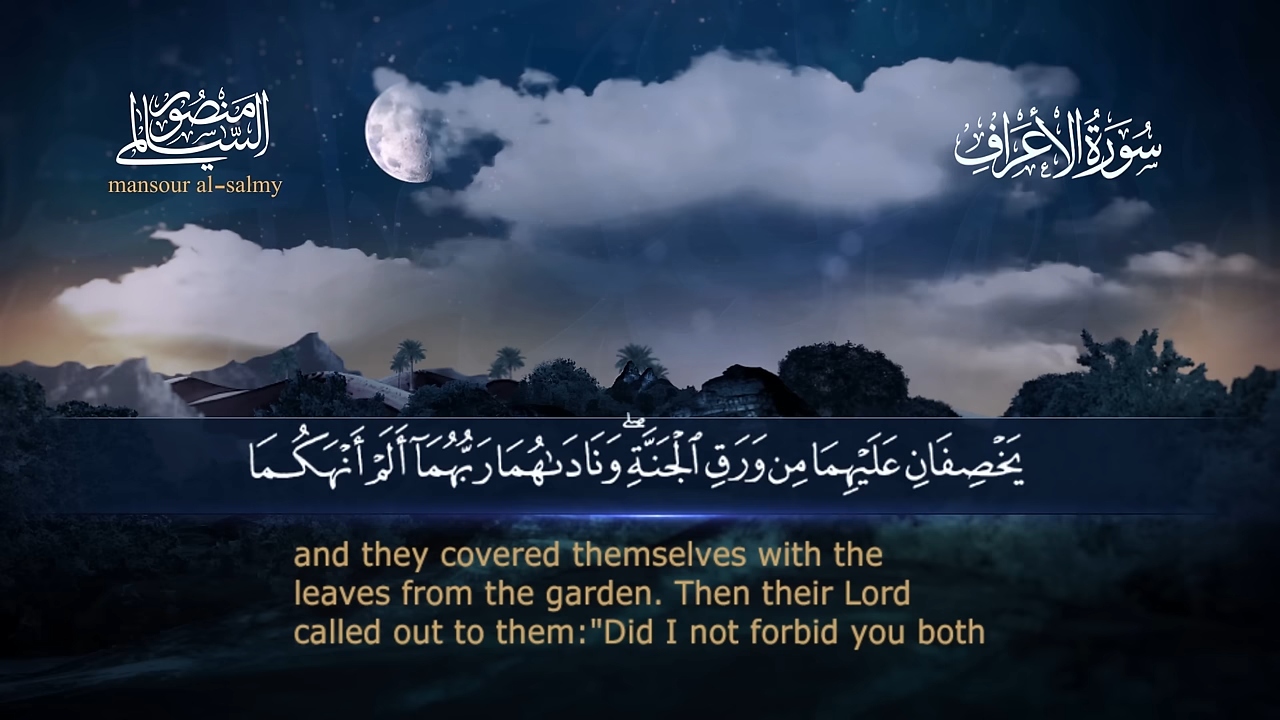 منصور السالمي
mansour al-salmy
سُورَةُ الأَعْرَافِ
يَخْصِفَانِ عَلَيْهِمَا مِن وَرَقِ ٱلْجَنَّةِ ۖ وَنَادَىٰهُمَا رَبُّهُمَآ أَلَمْ أَنْهَكُمَا
and they covered themselves with the
leaves from the garden. Then their Lord
called out to them:"Did I not forbid you both